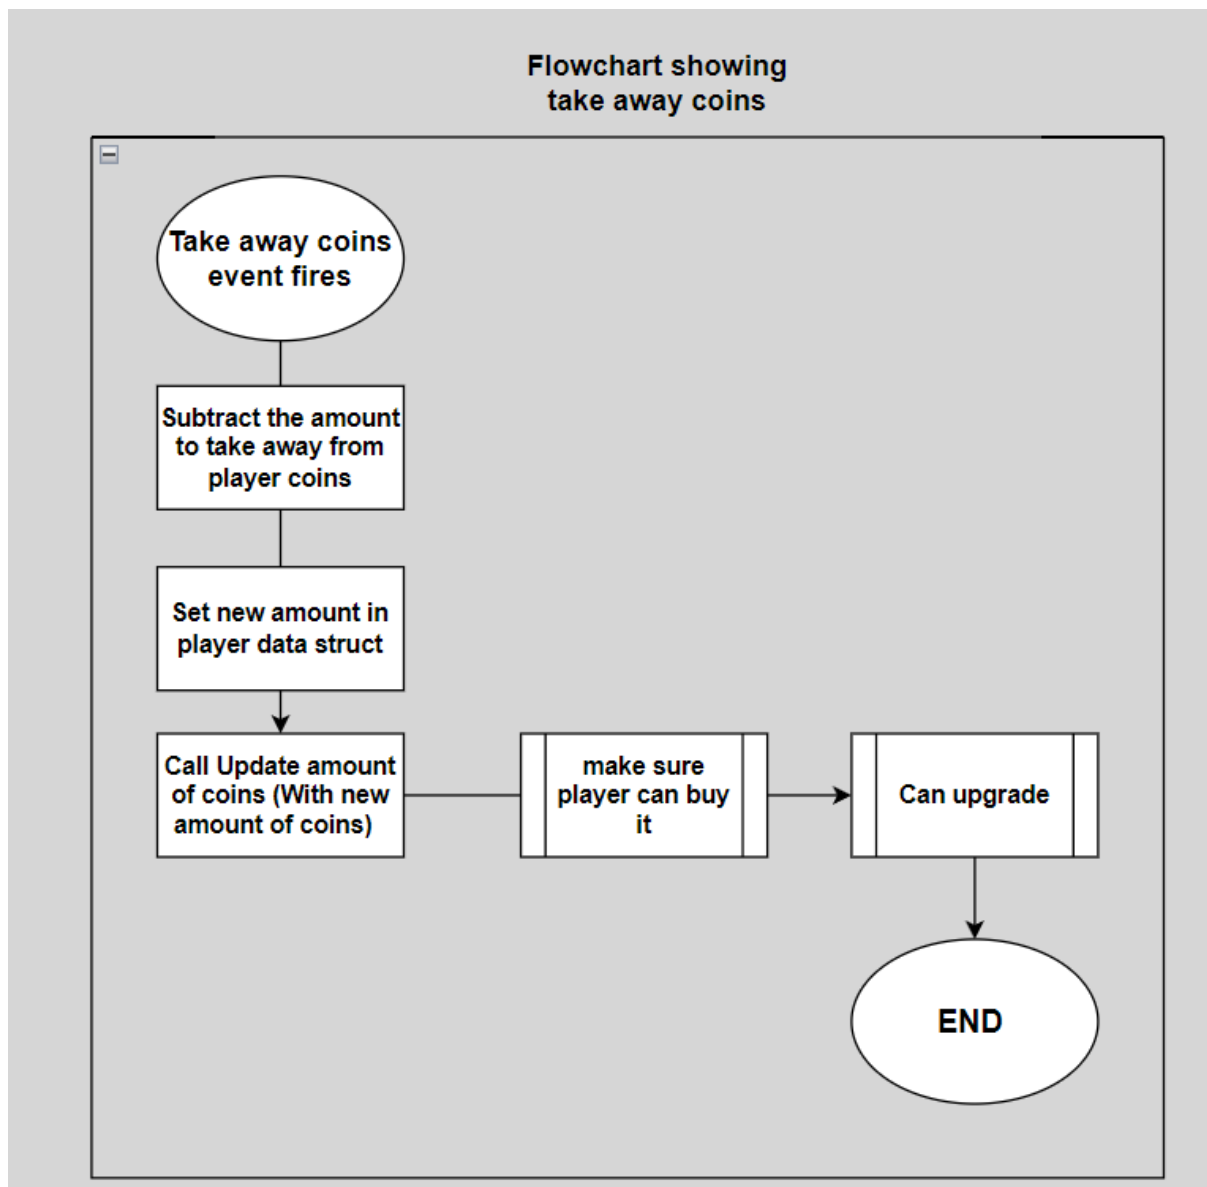 Flowchart showing
take away coins
Take away coins
event fires
Subtract the amount
to take away from
player coins
Set new amount in
player data struct
Call Update amount
of coins (With new
amount of coins)
make sure
player can buy
it
Can upgrade
END